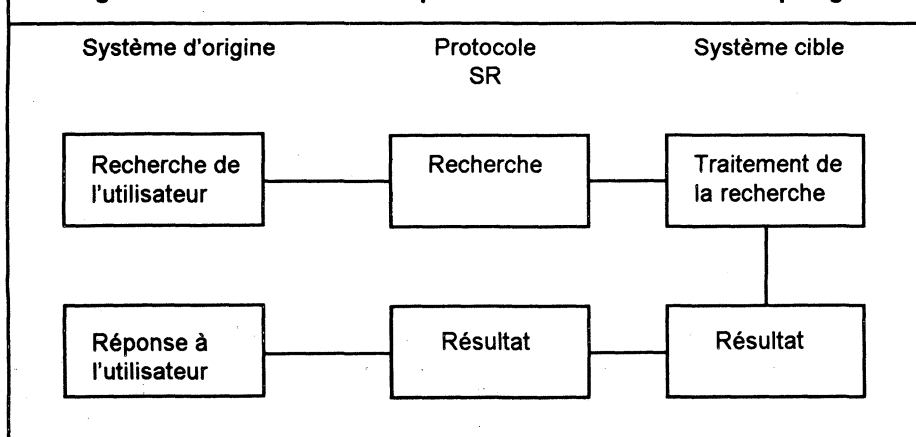 Système d'origine
Protocole
SR
Système cible
Recherche de
l'utilisateur
Recherche
Traitement de
la recherche
Réponse à
l'utilisateur
Résultat
Résultat